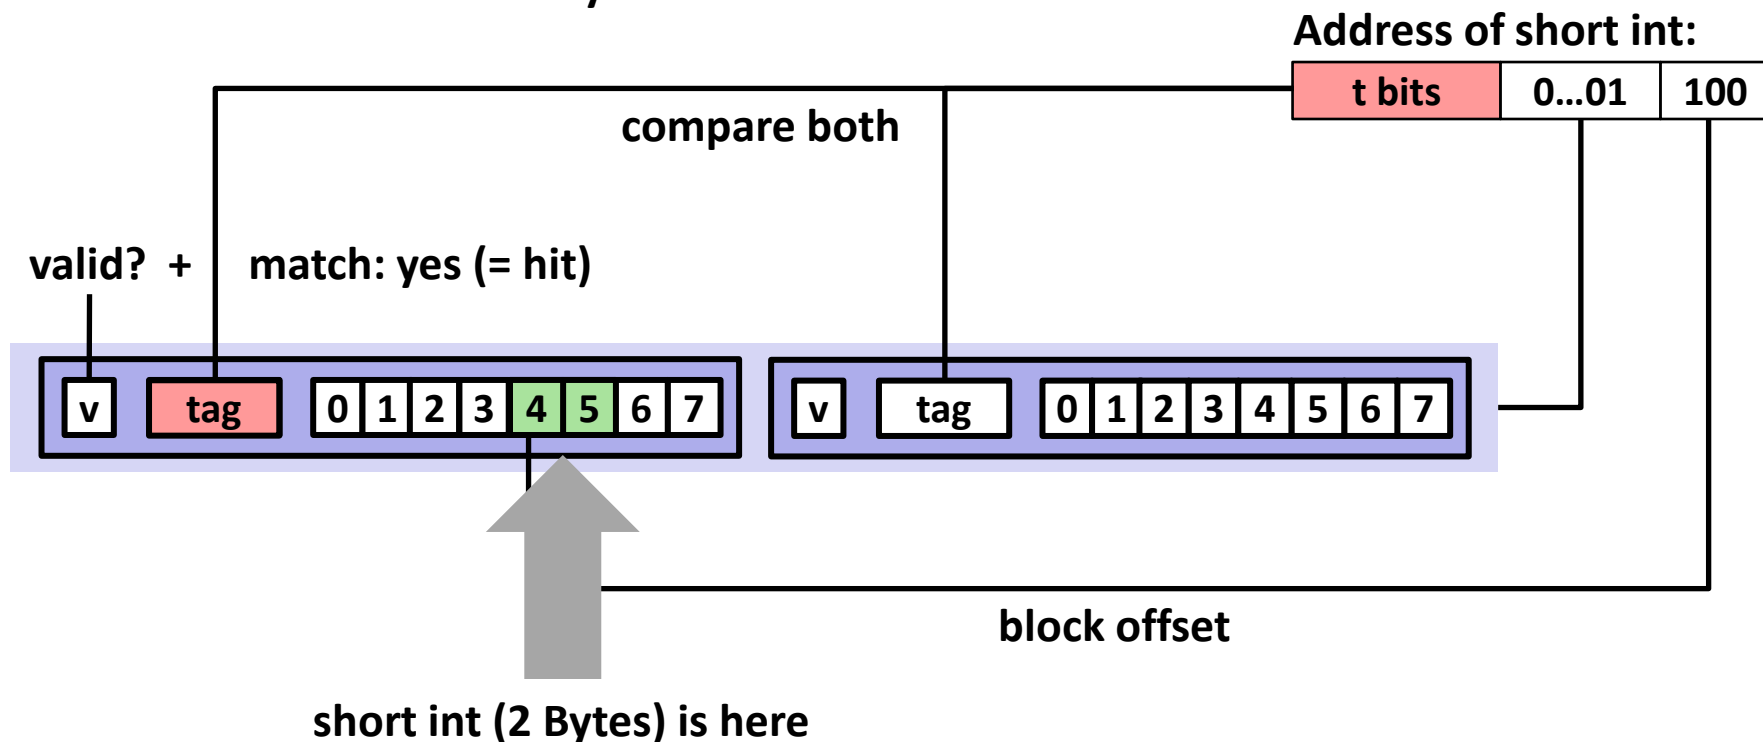 Address of short int:
t bits 0...01 100
compare both
valid? + match: yes (= hit)
v tag 0 1 2 3 4 5 6 7 v tag 0 1 2 3 4 5 6 7
block offset
short int (2 Bytes) is here